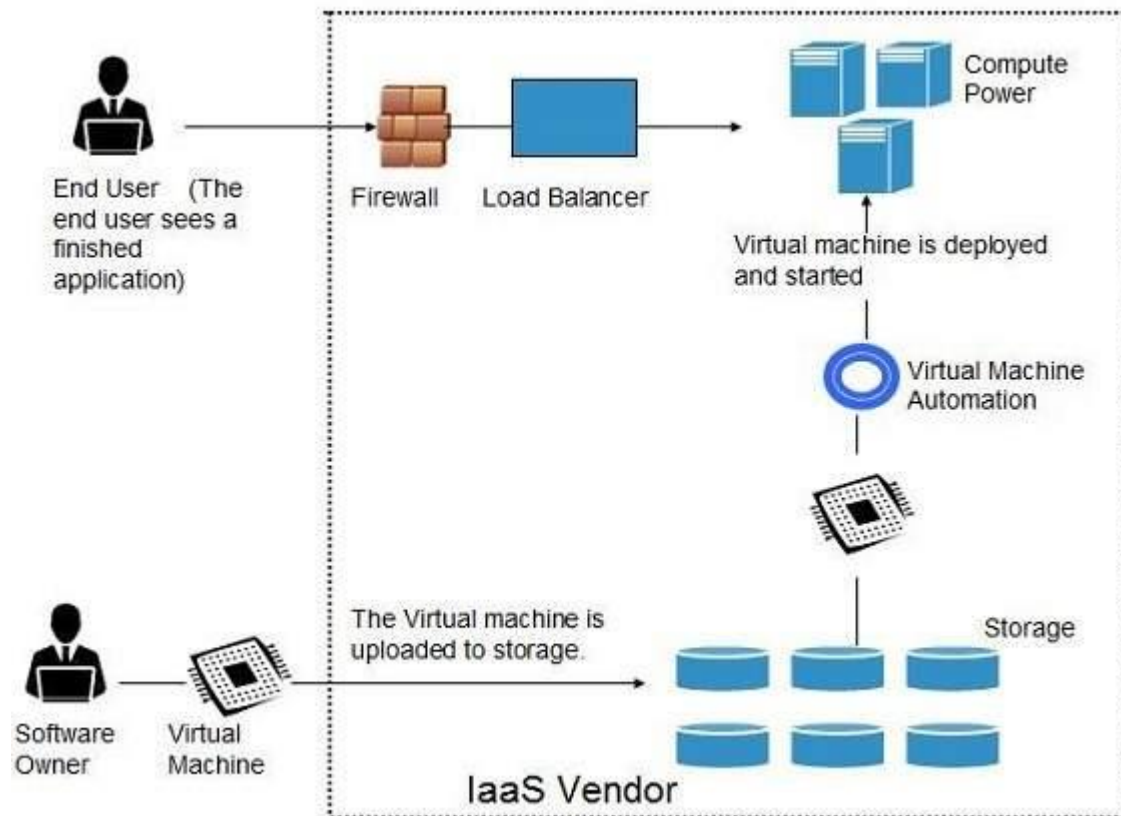 Compute
Power
End User (The
end user sees a
finished
application)
Firewall
Load Balancer
Virtual machine is deployed
and started
Virtual Machine
Automation
The Virtual machine is
uploaded to storage.
Storage
Software
Owner
Virtual
Machine
IaaS Vendor